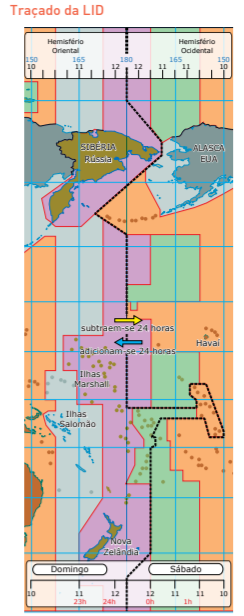 Traçado da LID
Hemisfério Oriental
Hemisfério Ocidental
150 165 180 165 150
10 11 12 12 11 10
SIBÉRIA
Rússia
ALASCA
EUA
subtraem-se 24 horas
adicionam-se 24 horas
Havaí
Ilhas
Marshall
Ilhas
Salomão
Nova
Zelândia
Domingo
Sábado
10 11 12 12 11 10
23h 24h 0h 1h